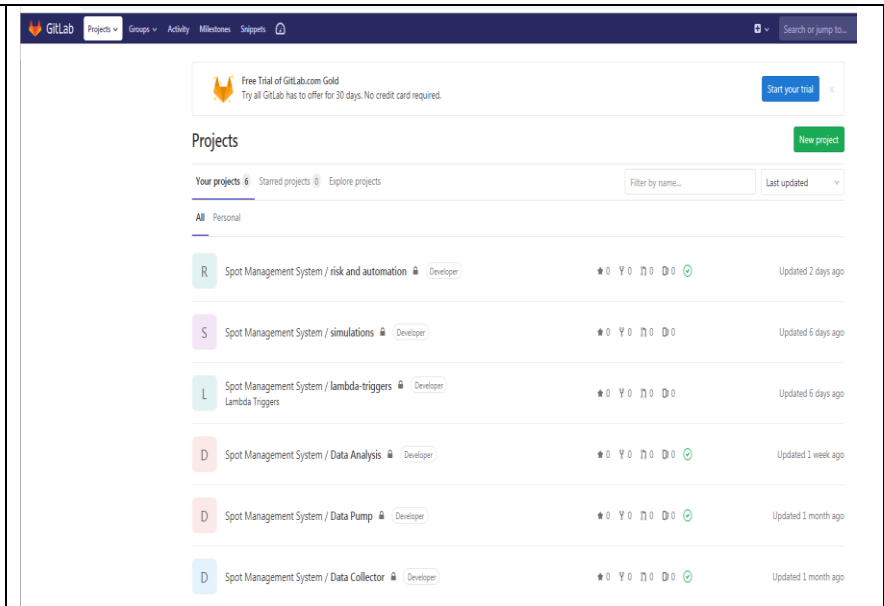 GitLab Projects Groups Activity Milestones Snippets Search or jump to...
Free Trial of GitLab.com Gold
Try all GitLab has to offer for 30 days. No credit card required.
Start your trial x
Projects
New project
Your projects 6 Starred projects 0 Explore projects Filter by name... Last updated
All Personal
R Spot Management System / risk and automation Developer 0 0 0 0 Updated 2 days ago
S Spot Management System / simulations Developer 0 0 0 0 Updated 6 days ago
L Spot Management System / lambda-triggers Developer 0 0 0 0 Updated 6 days ago
Lambda Triggers
D Spot Management System / Data Analysis Developer 0 0 0 0 Updated 1 week ago
D Spot Management System / Data Pump Developer 0 0 0 0 Updated 1 month ago
D Spot Management System / Data Collector Developer 0 0 0 0 Updated 1 month ago